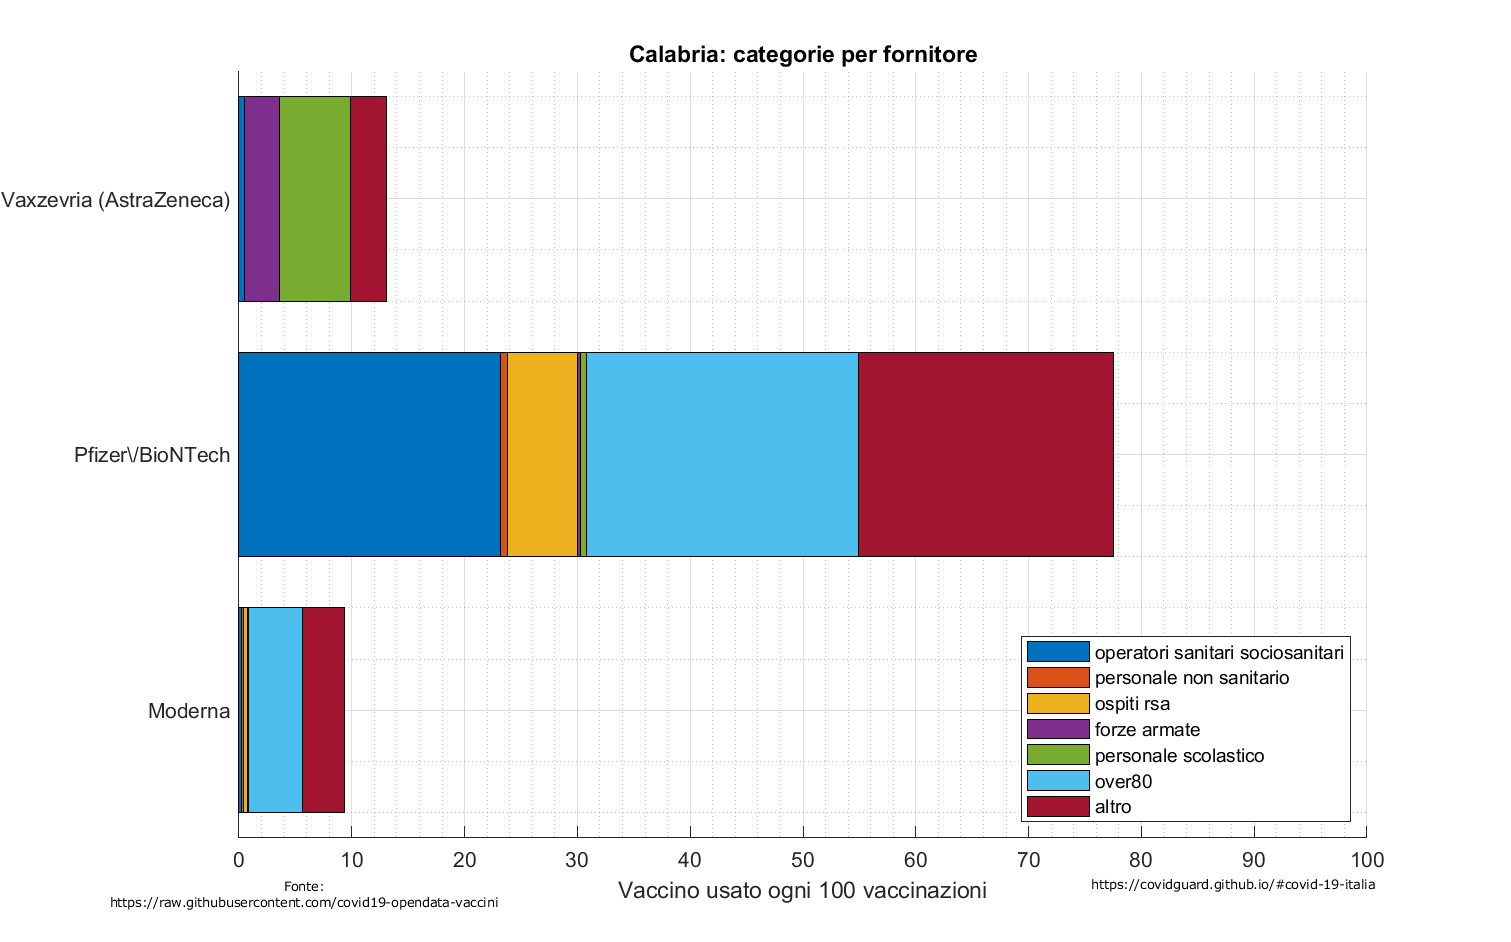 Calabria: categorie per fornitore
Vaxzevria (AstraZeneca)
Pfizer\/BioNTech
Moderna
operatori sanitari sociosanitari
personale non sanitario
ospiti rsa
forze armate
personale scolastico
over80
altro
0 10 20 30 40 50 60 70 80 90 100
Vaccino usato ogni 100 vaccinazioni
Fonte:
https://raw.githubusercontent.com/covid19-opendata-vaccini
https://covidguard.github.io/#covid-19-italia